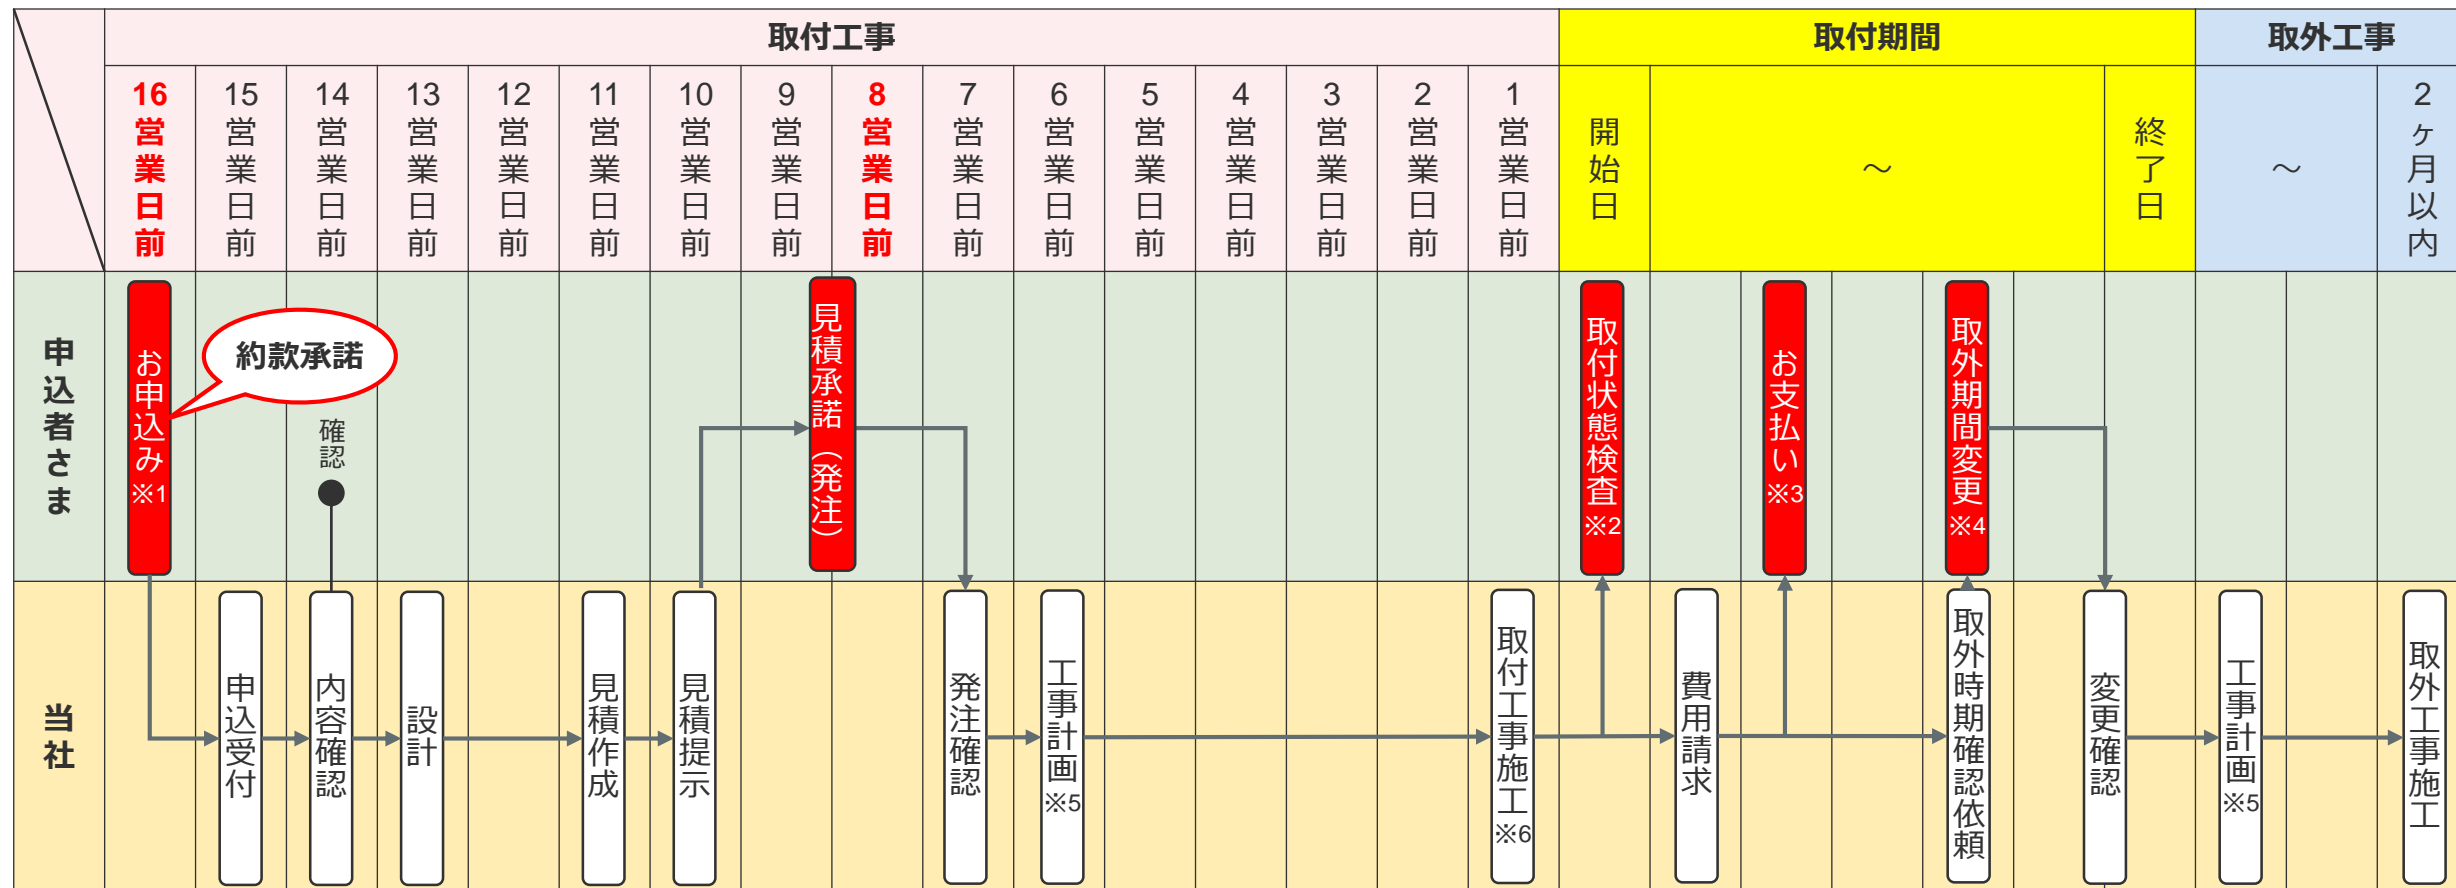 取付工事
取付期間
取外工事
16営業日前
15営業日前
14営業日前
13営業日前
12営業日前
11営業日前
10営業日前
9営業日前
8営業日前
7営業日前
6営業日前
5営業日前
4営業日前
3営業日前
2営業日前
1営業日前
開始日
～
終了日
～
2ヶ月以内
申込者さま
お申込み※1
約款承諾
確認
見積承諾（発注）
取付状態検査※2
お支払い※3
取外期間変更※4
当社
申込受付
内容確認
設計
見積作成
見積提示
発注確認
工事計画※5
取付工事施工※6
費用請求
取外時期確認依頼
変更確認
工事計画※5
取外工事施工